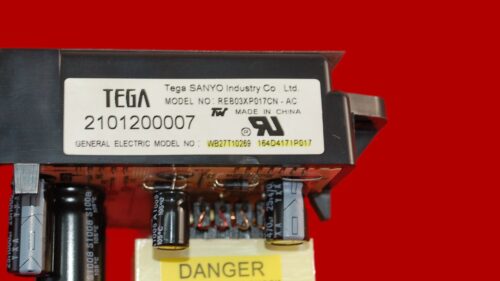 TEGA
Tega SANYO Industry Co Ltd.
MODEL NO : REB03XP017CN - AC
MADE IN CHINA
2101200007
GENERAL ELECTRIC MODEL NO : WB27T10269 164D4171P017
DANGER